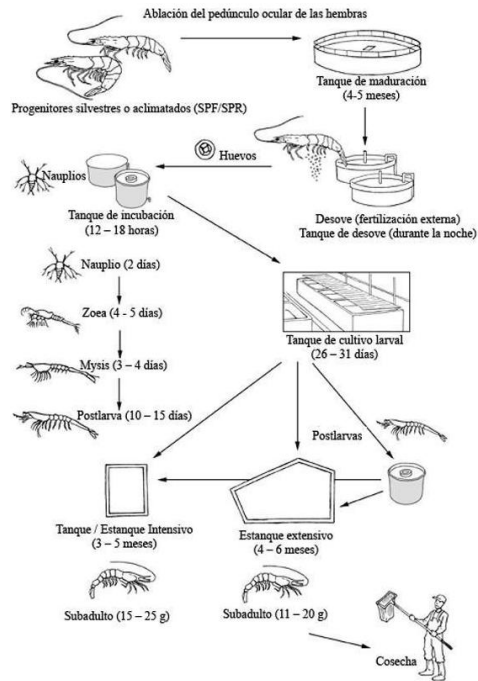 Ablación del pedúnculo ocular de las hembras
Progenitores silvestres o aclimatados (SPF/SPR)
Tanque de maduración
(4-5 meses)
Huevos
Nauplios
Tanque de incubación
(12 – 18 horas)
Desove (fertilización externa)
Tanque de desove (durante la noche)
Nauplio (2 días)
Zoea (4 - 5 días)
Mysis (3 – 4 días)
Postlarva (10 – 15 días)
Tanque de cultivo larval
(26 – 31 días)
Postlarvas
Tanque / Estanque Intensivo
(3 – 5 meses)
Estanque extensivo
(4 – 6 meses)
Subadulto (15 – 25 g)
Subadulto (11 – 20 g)
Cosecha